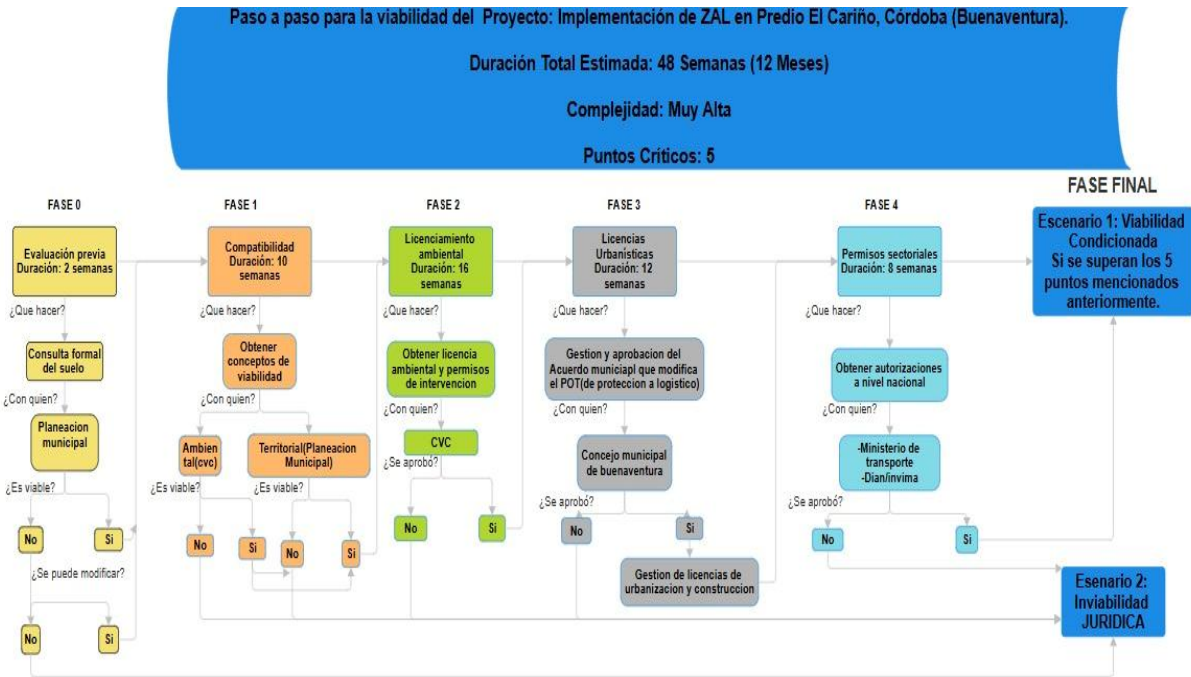 Paso a paso para la viabilidad del Proyecto: Implementación de ZAL en Predio El Cariño, Córdoba (Buenaventura).
Duración Total Estimada: 48 Semanas (12 Meses)
Complejidad: Muy Alta
Puntos Críticos: 5
FASE 0
Evaluación previa
Duración: 2 semanas
¿Que hacer?
Consulta formal
del suelo
¿Con quien?
Planeacion
municipal
¿Es viable?
No
Si
¿Se puede modificar?
No
Si
FASE 1
Compatibilidad
Duración: 10
semanas
¿Que hacer?
Obtener
conceptos de
viabilidad
¿Con quien?
Ambien
tal(cvc)
Territorial(Planeacion
Municipal)
¿Es viable?
¿Es viable?
No
Si
No
Si
FASE 2
Licenciamiento
ambiental
Duración: 16
semanas
¿Que hacer?
Obtener licencia
ambiental y permisos
de intervencion
¿Con quien?
CVC
¿Se aprobó?
No
Si
FASE 3
Licencias
Urbanísticas
Duración: 12
semanas
¿Que hacer?
Gestion y aprobacion del
Acuerdo municiapl que modifica
el POT(de proteccion a logistico)
¿Con quien?
Concejo municipal
de buenaventura
¿Se aprobó?
No
Si
Gestion de licencias de
urbanizacion y construccion
FASE 4
Permisos sectoriales
Duración: 8 semanas
¿Que hacer?
Obtener autorizaciones
a nivel nacional
¿Con quien?
-Ministerio de
transporte
-Dian/invima
¿Se aprobó?
No
Si
FASE FINAL
Escenario 1: Viabilidad
Condicionada
Si se superan los 5
puntos mencionados
anteriormente.
Esenario 2:
Inviabilidad
JURIDICA